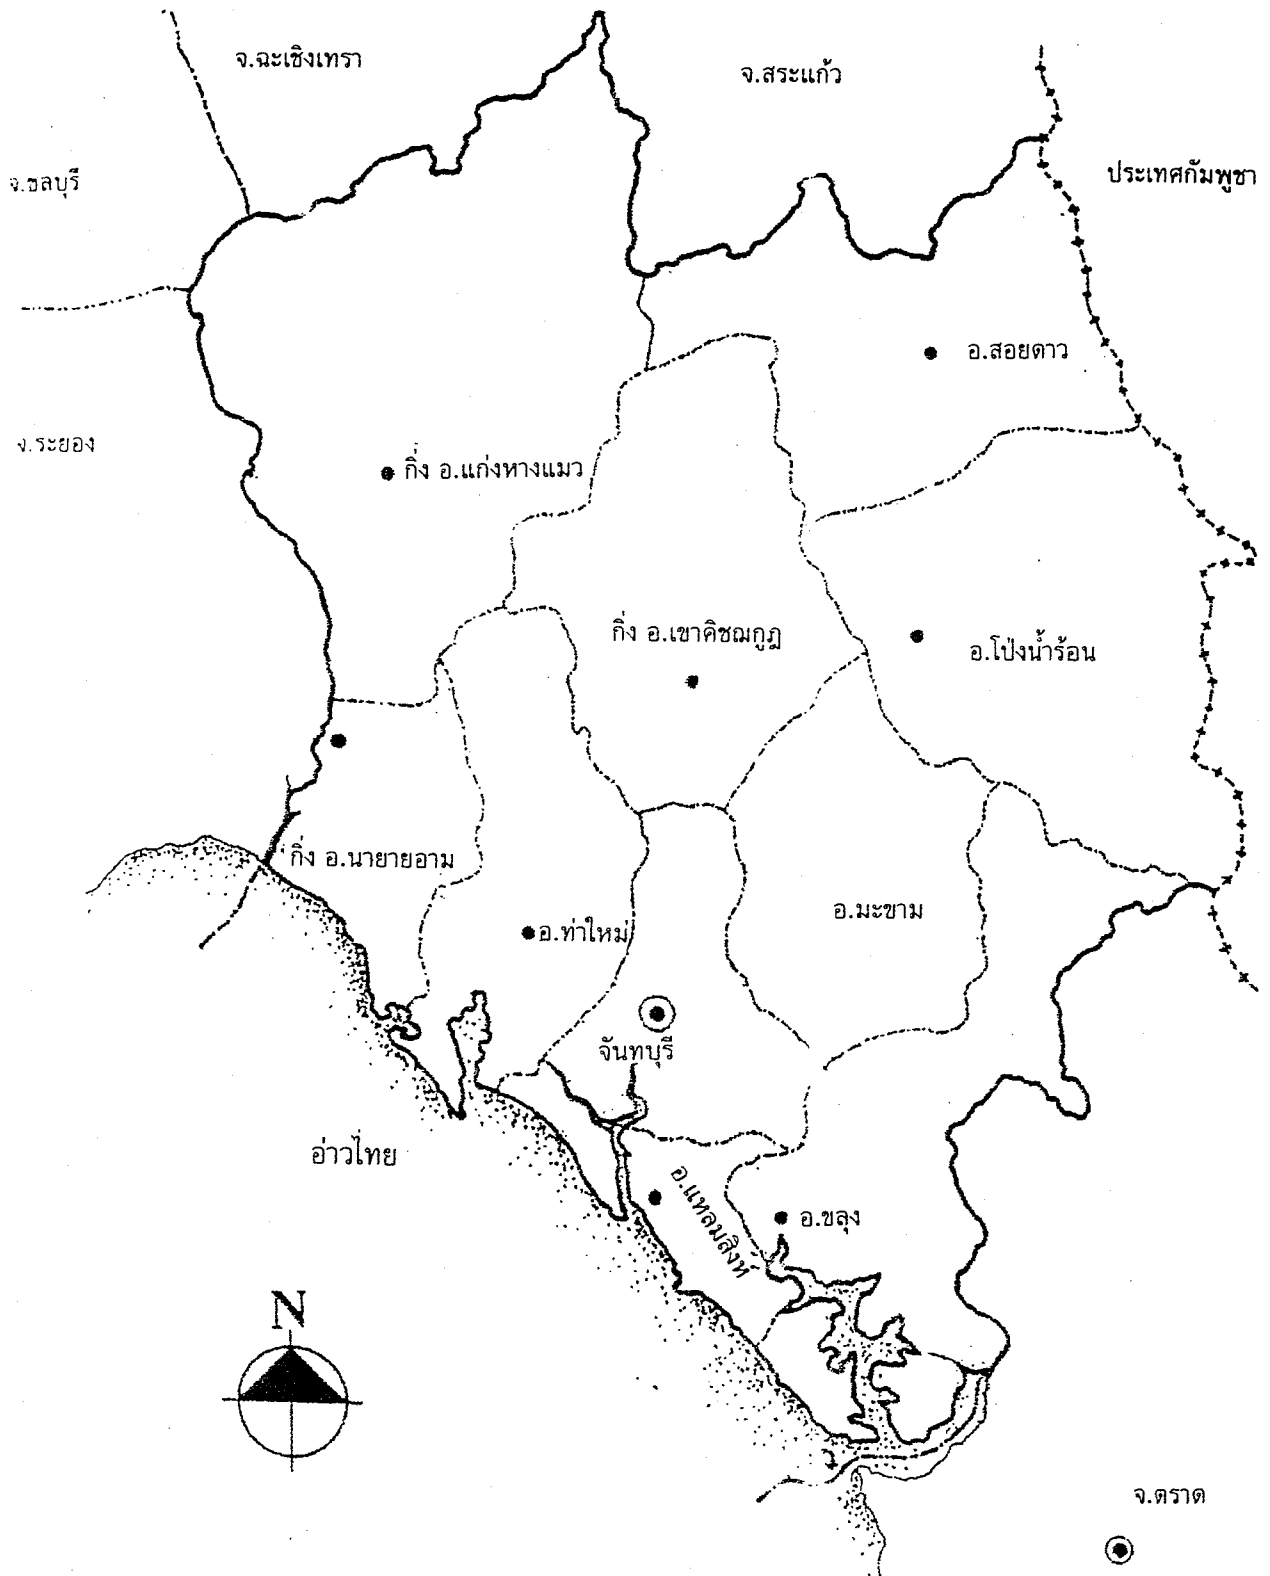 จ.ฉะเชิงเทรา
จ.สระแก้ว
จ.ชลบุรี
ประเทศกัมพูชา
อ.สอยดาว
จ.ระยอง
กิ่ง อ.แก่งหางแมว
กิ่ง อ.เขาคิชฌกูฏ
อ.โป่งน้ำร้อน
กิ่ง อ.นายายอาม
อ.มะขาม
อ.ท่าใหม่
จันทบุรี
อ่าวไทย
อ.แหลมสิงห์
อ.ขลุง
N
จ.ตราด